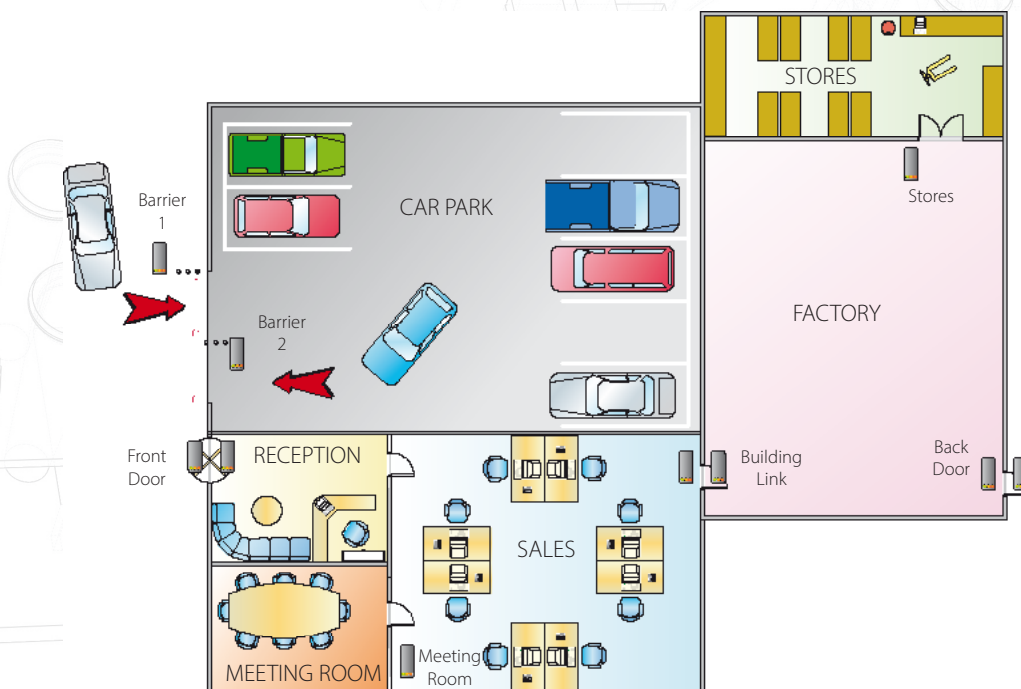 STORES
Barrier
1
CAR PARK
Stores
Barrier
2
FACTORY
Front
Door
RECEPTION
Building
Link
Back
Door
SALES
MEETING ROOM
Meeting
Room